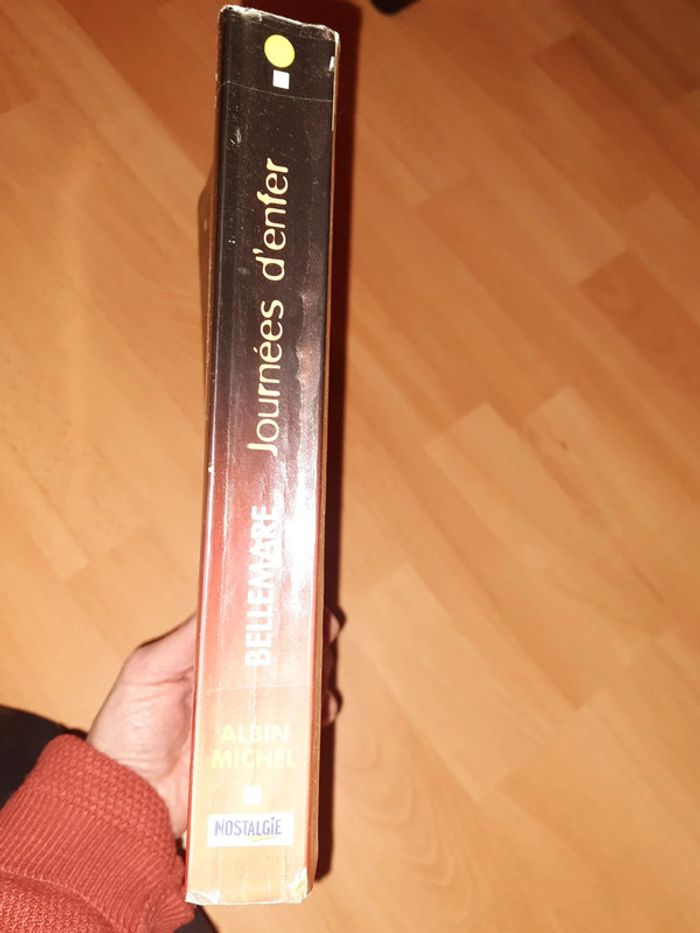 Journées d'enfer
BELLEMARE
ALBIN
MICHEL
NOSTALGIE